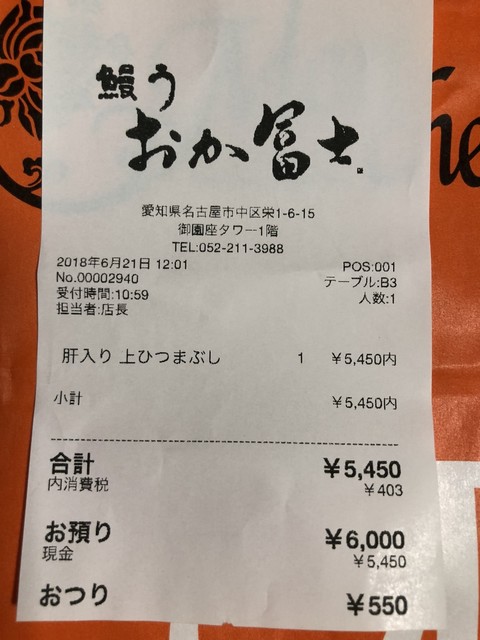 鰻う
おか冨士
愛知県名古屋市中区栄1-6-15
御園座タワー1階
TEL:052-211-3988
2018年6月21日 12:01 POS:001
No.00002940 テーブル:B3
受付時間:10:59 人数:1
担当者:店長
肝入り 上ひつまぶし 1 ¥5,450内
小計 ¥5,450内
合計 ¥5,450
内消費税 ¥403
お預り ¥6,000
現金 ¥5,450
おつり ¥550